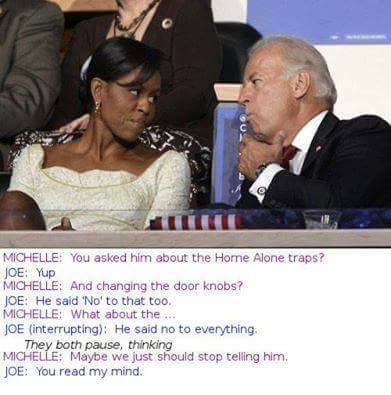 MICHELLE: You asked him about the Home Alone traps?
JOE: Yup
MICHELLE: And changing the door knobs?
JOE: He said 'No' to that too.
MICHELLE: What about the ...
JOE (interrupting): He said no to everything.
They both pause, thinking
MICHELLE: Maybe we just should stop telling him.
JOE: You read my mind.